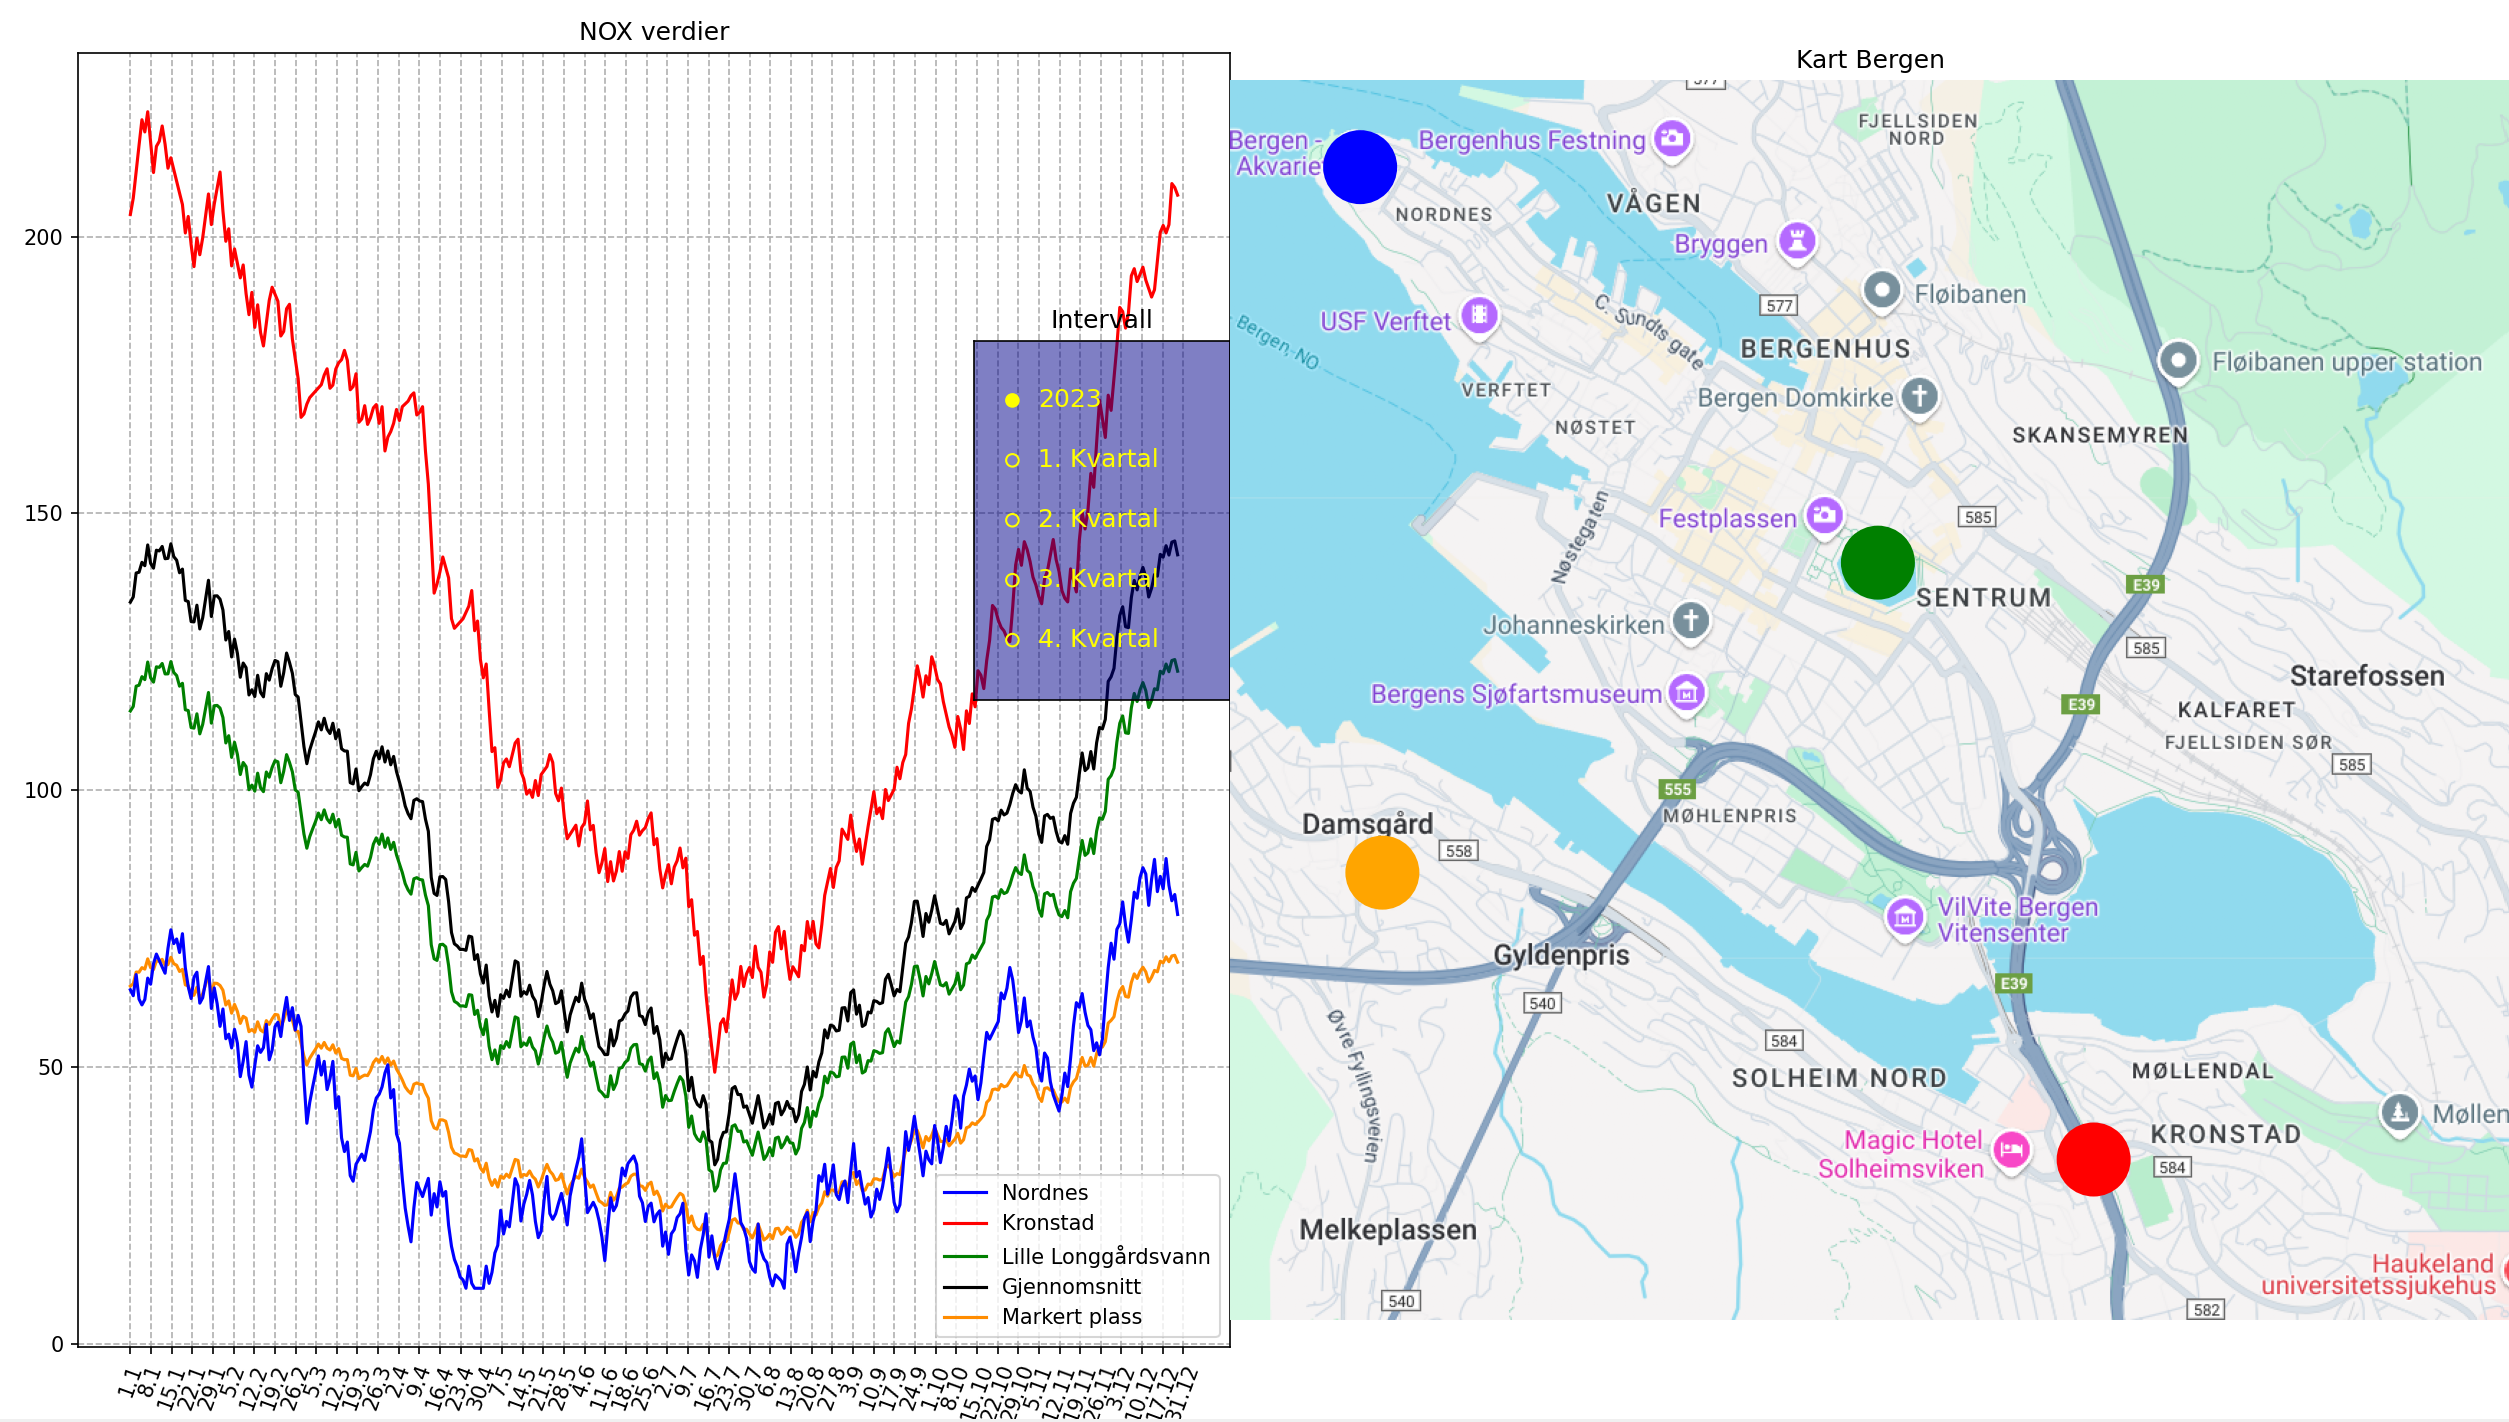 NOX verdier
200
150
100
50
0
Intervall
2023
1. Kvartal
2. Kvartal
3. Kvartal
4. Kvartal
Nordnes
Kronstad
Lille Longgårdsvann
Gjennomsnitt
Markert plass
1.1
8.1
15.1
22.1
29.1
5.2
12.2
19.2
26.2
5.3
12.3
19.3
26.3
2.4
9.4
16.4
23.4
30.4
7.5
14.5
21.5
28.5
4.6
11.6
18.6
25.6
2.7
9.7
16.7
23.7
30.7
6.8
13.8
20.8
27.8
3.9
10.9
17.9
24.9
1.10
8.10
15.10
22.10
29.10
5.11
12.11
19.11
26.11
3.12
10.12
17.12
31.12
Kart Bergen
577
FJELLSIDEN
NORD
Bergen -
Akvarie
Bergenhus Festning
NORDNES
VÅGEN
Bryggen
577
Fløibanen
C. Sundts gate
USF Verftet
Bergen, NO
BERGENHUS
Fløibanen upper station
VERFTET
Bergen Domkirke
NØSTET
SKANSEMYREN
Nøstegaten
Festplassen
585
E39
SENTRUM
Johanneskirken
585
Starefossen
Bergens Sjøfartsmuseum
E39
KALFARET
FJELLSIDEN SØR
585
555
MØHLENPRIS
Damsgård
558
VilVite Bergen
Vitensenter
Gyldenpris
E39
540
Øvre Fyllingsveien
584
SOLHEIM NORD
MØLLENDAL
Møllen
Magic Hotel
Solheimsviken
KRONSTAD
584
Melkeplassen
Haukeland
universitetssjukehus
540
582